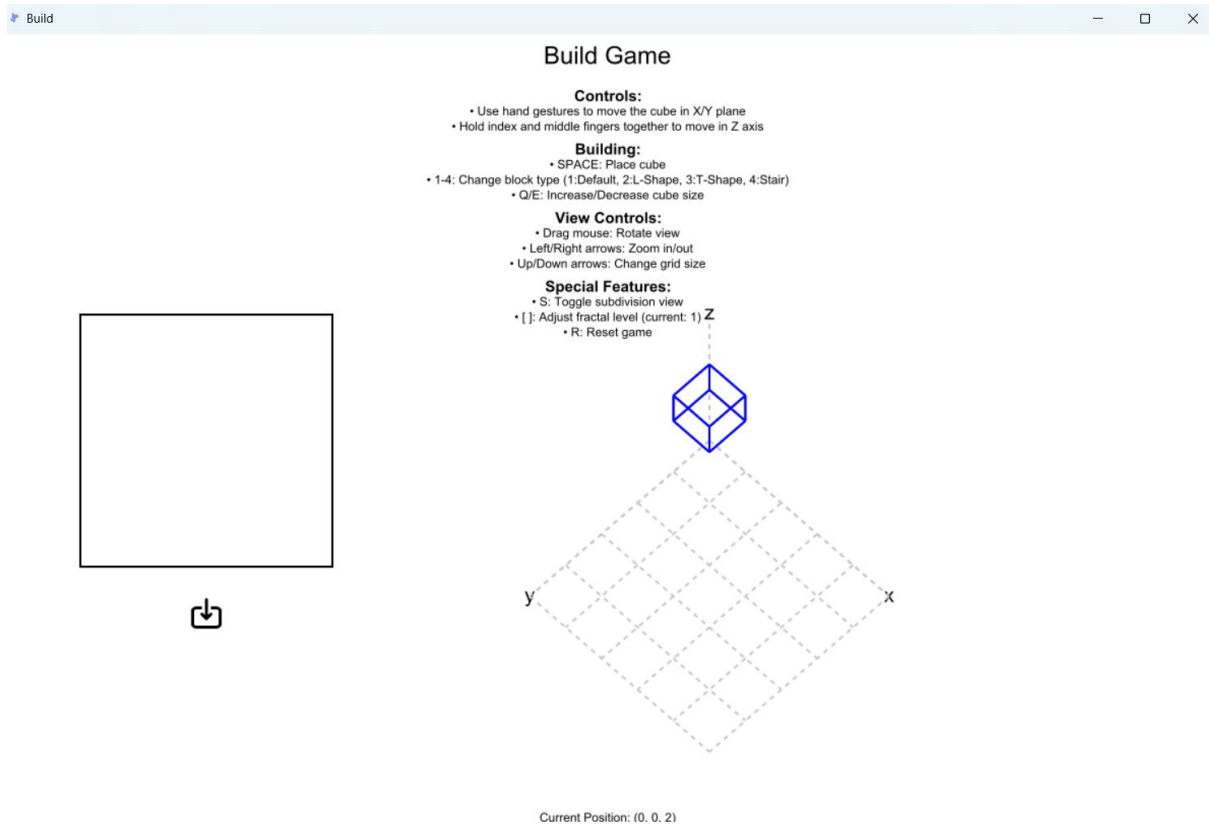 Build
Build Game
Controls:
• Use hand gestures to move the cube in X/Y plane
• Hold index and middle fingers together to move in Z axis
Building:
• SPACE: Place cube
• 1-4: Change block type (1:Default, 2:L-Shape, 3:T-Shape, 4:Stair)
• Q/E: Increase/Decrease cube size
View Controls:
• Drag mouse: Rotate view
• Left/Right arrows: Zoom in/out
• Up/Down arrows: Change grid size
Special Features:
• S: Toggle subdivision view
• [ ]: Adjust fractal level (current: 1)
z
• R: Reset game
y
x
Current Position: (0, 0, 2)